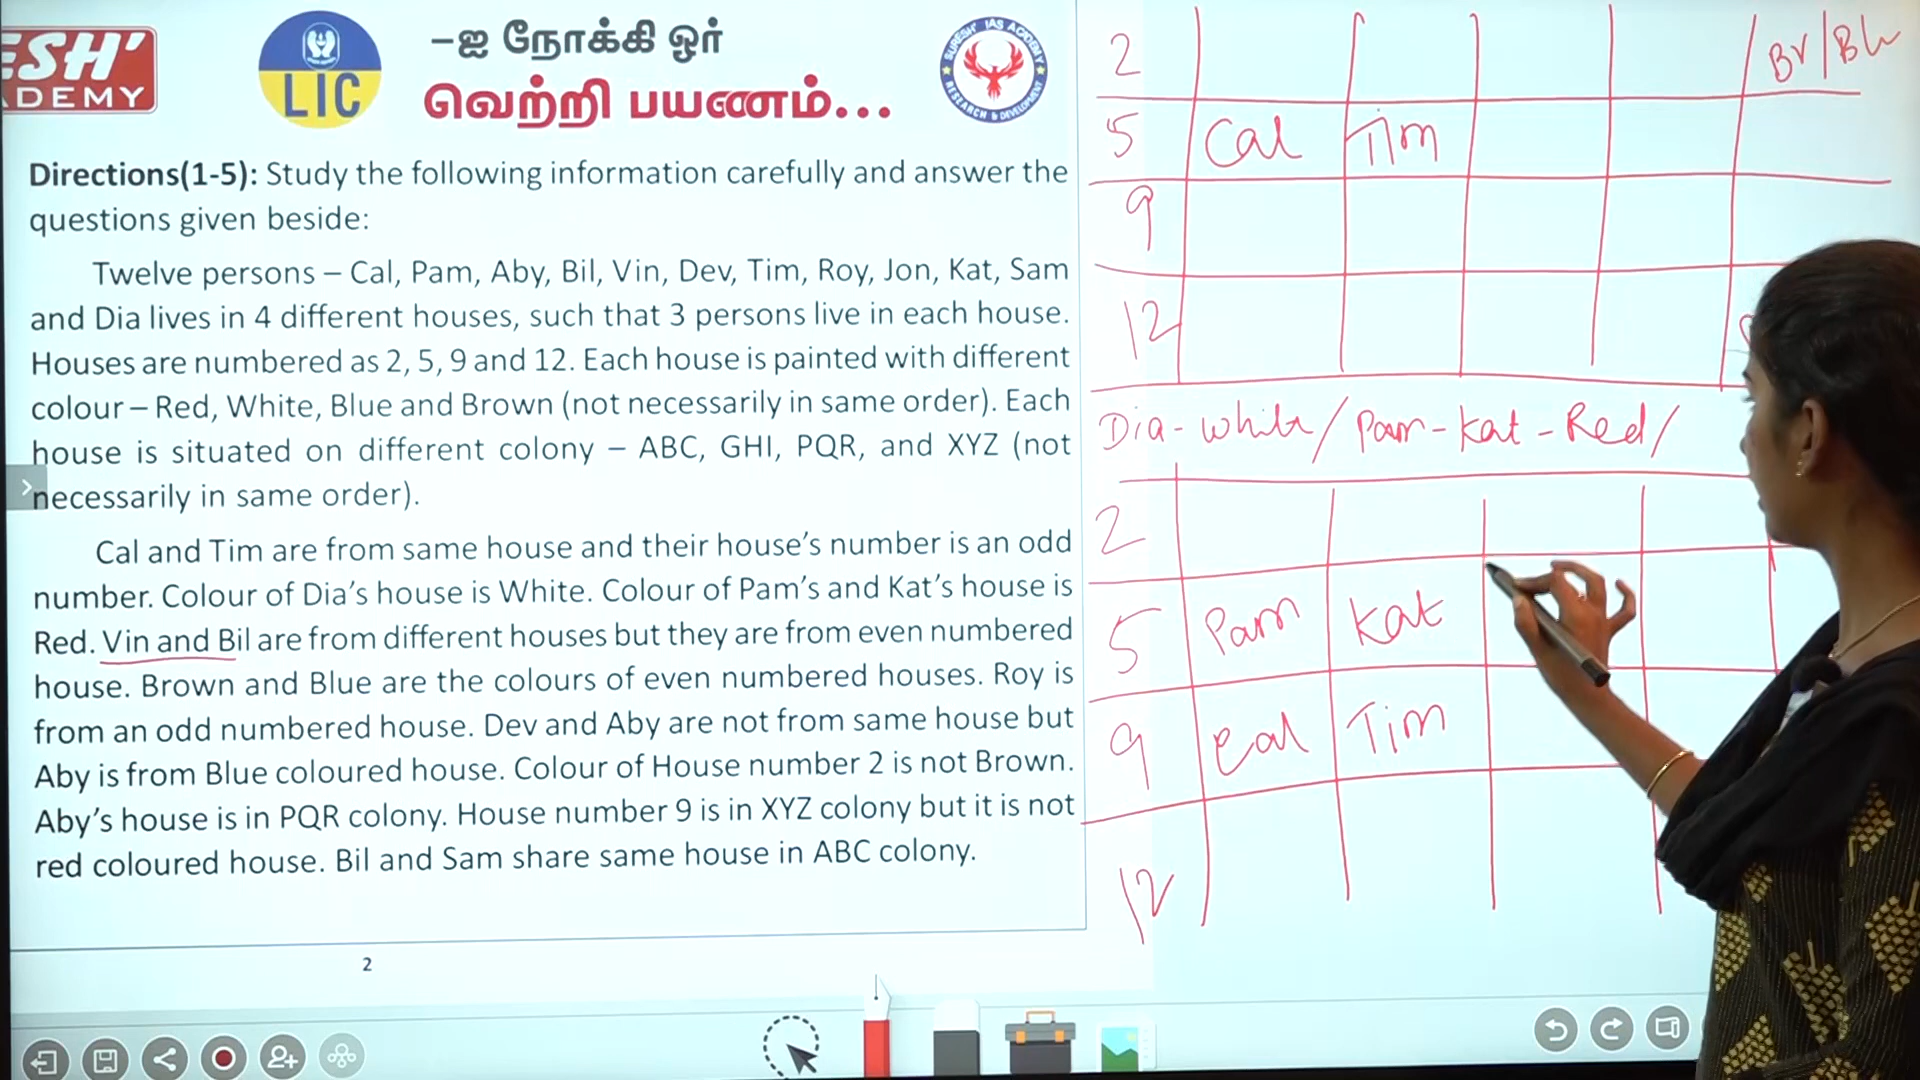 ESH'
ADEMY
LIC
–ஐ நோக்கி ஓர்
வெற்றி பயணம்...
SURESH' IAS ACADEMY
RESEARCH & DEVELOPMENT
Directions(1-5): Study the following information carefully and answer the
questions given beside:
Twelve persons – Cal, Pam, Aby, Bil, Vin, Dev, Tim, Roy, Jon, Kat, Sam
and Dia lives in 4 different houses, such that 3 persons live in each house.
Houses are numbered as 2, 5, 9 and 12. Each house is painted with different
colour – Red, White, Blue and Brown (not necessarily in same order). Each
house is situated on different colony – ABC, GHI, PQR, and XYZ (not
necessarily in same order).
Cal and Tim are from same house and their house's number is an odd
number. Colour of Dia's house is White. Colour of Pam's and Kat's house is
Red. Vin and Bil are from different houses but they are from even numbered
house. Brown and Blue are the colours of even numbered houses. Roy is
from an odd numbered house. Dev and Aby are not from same house but
Aby is from Blue coloured house. Colour of House number 2 is not Brown.
Aby's house is in PQR colony. House number 9 is in XYZ colony but it is not
red coloured house. Bil and Sam share same house in ABC colony.
2
2 Br/Blu
5 Cal Tim
9
12
Dia - white / Pam - Kat - Red /
2
5 Pam Kat
9 Cal Tim
12